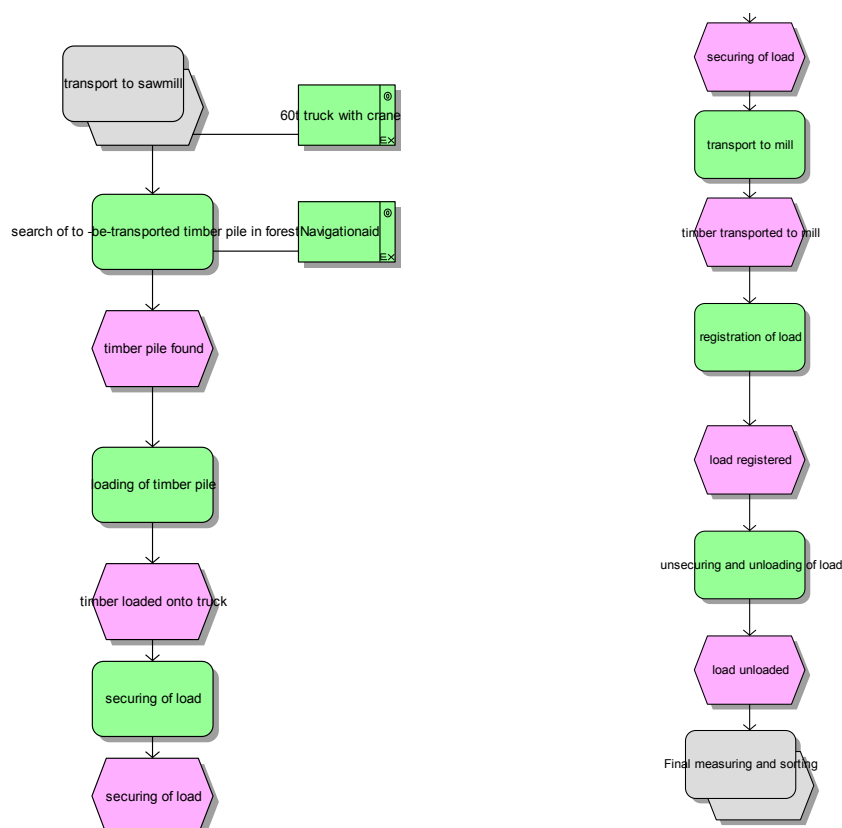 transport to sawmill
60t truck with crane
EX
search of to -be-transported timber pile in forest
Navigationaid
EX
timber pile found
loading of timber pile
timber loaded onto truck
securing of load
securing of load
securing of load
transport to mill
timber transported to mill
registration of load
load registered
unsecuring and unloading of load
load unloaded
Final measuring and sorting